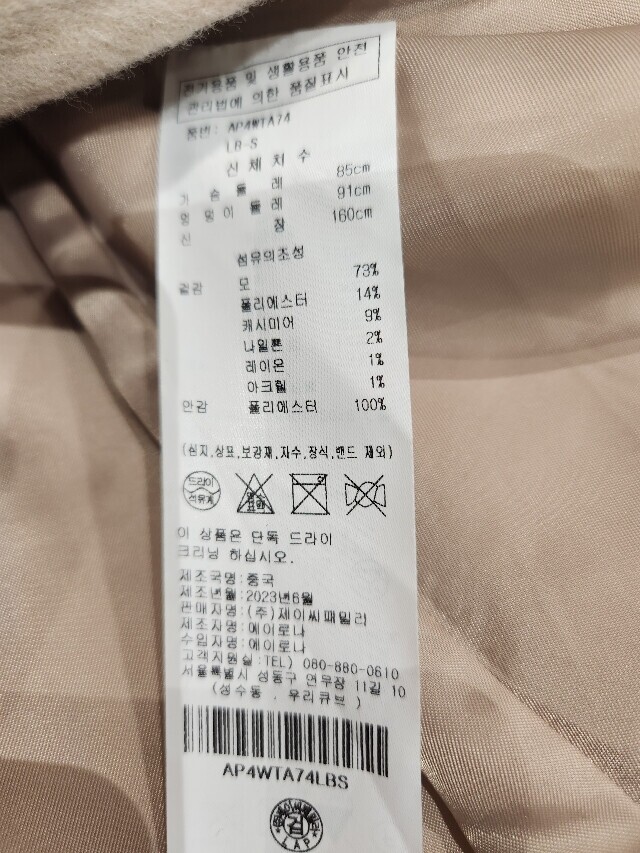 전기용품 및 생활용품 안전
관리법에 의한 품질표시
품번: AP4WTA74
LB-S
신체치수
가슴둘레 85cm
엉덩이둘레 91cm
신장 160cm
섬유의조성
겉감 모 73%
폴리에스터 14%
캐시미어 9%
나일론 2%
레이온 1%
아크릴 1%
안감 폴리에스터 100%
(심지,상표,보강재,자수,장식,밴드 제외)
드라이
석유계
이 상품은 단독 드라이
크리닝 하십시오.
제조국명:중국
제조년월:2023년6월
판매자명:(주)제이씨패밀리
제조자명:에이로나
수입자명:에이로나
고객지원실:TEL) 080-880-0610
서울특별시 성동구 연무장 11길 10
(성수동 , 우리큐브 )
AP4WTA74LBS
검
LAP